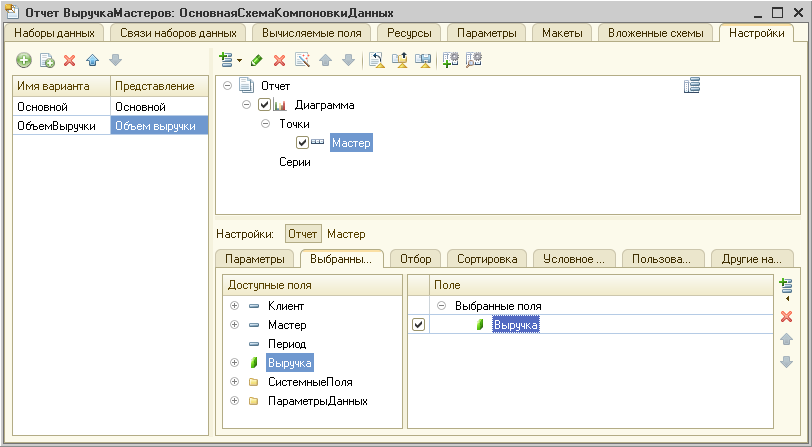 Отчет ВыручкаМастеров: ОсновнаяСхемаКомпоновкиДанных
Наборы данных Связи наборов данных Вычисляемые поля Ресурсы Параметры Макеты Вложенные схемы Настройки
Имя варианта Представление
Основной Основной
ОбъемВыручки Объем выручки
Отчет
Диаграмма
Точки
Мастер
Серии
Настройки: Отчет Мастер
Параметры Выбранны... Отбор Сортировка Условное ... Пользова... Другие на...
Доступные поля
Клиент
Мастер
Период
Выручка
СистемныеПоля
ПараметрыДанных
Поле
Выбранные поля
Выручка